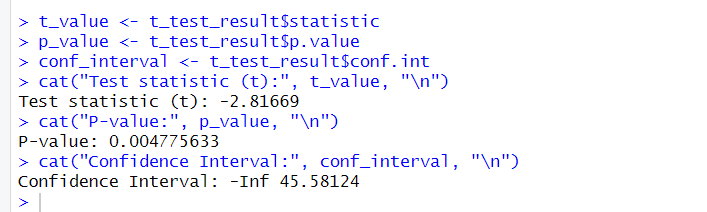 > t_value <- t_test_result$statistic
> p_value <- t_test_result$p.value
> conf_interval <- t_test_result$conf.int
> cat("Test statistic (t):", t_value, "\n")
Test statistic (t): -2.81669
> cat("P-value:", p_value, "\n")
P-value: 0.004775633
> cat("Confidence Interval:", conf_interval, "\n")
Confidence Interval: -Inf 45.58124
>